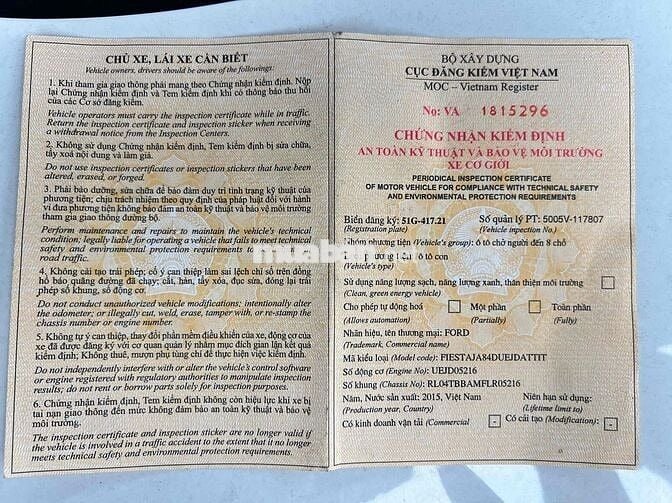 CHỦ XE, LÁI XE CẦN BIẾT
Vehicle owners, drivers should be aware of the followings:
1. Khi tham gia giao thông phải mang theo Chứng nhận kiểm định. Nộp
lại Chứng nhận kiểm định và Tem kiểm định khi có thông báo thu hồi
của các Cơ sở đăng kiểm.
Vehicle operators must carry the inspection certificate while in traffic.
Return the inspection certificate and inspection sticker when receiving
a withdrawal notice from the Inspection Centers.
2. Không sử dụng Chứng nhận kiểm định, Tem kiểm định bị sửa chữa,
tẩy xoá nội dung và làm giả.
Do not use inspection certificates or inspection stickers that have been
altered, erased, or forged.
3. Phải bảo dưỡng, sửa chữa để bảo đảm duy trì tình trạng kỹ thuật của
phương tiện; chịu trách nhiệm theo quy định của pháp luật đối với hành
vi đưa phương tiện không bảo đảm an toàn kỹ thuật và bảo vệ môi trường
tham gia giao thông đường bộ.
Perform maintenance and repairs to maintain the vehicle's technical
condition; legally liable for operating a vehicle that fails to meet technical
safety and environmental protection requirements to participate in
road traffic.
4. Không cải tạo trái phép; cố ý can thiệp làm sai lệch chỉ số trên đồng
hồ báo quãng đường đã chạy; cắt, hàn, tẩy xóa, đục sửa, đóng lại trái
phép số khung, số động cơ.
Do not conduct unauthorized vehicle modifications; intentionally alter
the odometer; or illegally cut, weld, erase, tamper with, or re-stamp the
chassis number or engine number.
5. Không tự ý can thiệp, thay đổi phần mềm điều khiển của xe, động cơ của
xe đã được đăng ký với cơ quan quản lý nhằm mục đích gian lận kết quả
kiểm định; Không thuê, mượn phụ tùng chỉ để thực hiện việc kiểm định.
Do not independently interfere with or alter the vehicle's control software
or engine registered with regulatory authorities to manipulate inspection
results; do not rent or borrow parts solely for inspection purposes.
6. Chứng nhận kiểm định, Tem kiểm định không còn hiệu lực khi xe bị
tai nạn giao thông đến mức không đảm bảo an toàn kỹ thuật và bảo vệ
môi trường.
The inspection certificate and inspection sticker are no longer valid if
the vehicle is involved in a traffic accident to the extent that it no longer
meets technical safety and environmental protection requirements.
BỘ XÂY DỰNG
CỤC ĐĂNG KIỂM VIỆT NAM
MOC – Vietnam Register
No: VA 1815296
CHỨNG NHẬN KIỂM ĐỊNH
AN TOÀN KỸ THUẬT VÀ BẢO VỆ MÔI TRƯỜNG
XE CƠ GIỚI
PERIODICAL INSPECTION CERTIFICATE
OF MOTOR VEHICLE FOR COMPLIANCE WITH TECHNICAL SAFETY
AND ENVIRONMENTAL PROTECTION REQUIREMENTS
Biển đăng ký: 51G-417.21 Số quản lý PT: 5005V-117807
(Registration plate) (Vehicle inspection No.)
Nhóm phương tiện (Vehicle's group): ô tô chở người đến 8 chỗ
phương tiện: ô tô con
(Vehicle's type)
Sử dụng năng lượng sạch, năng lượng xanh, thân thiện môi trường
(Clean, green energy vehicle)
Cho phép tự động hoá Một phần Toàn phần
(Allows automation) (Partially) (Fully)
Nhãn hiệu, tên thương mại: FORD
(Trademark, Commercial name)
Mã kiểu loại (Model code): FIESTAJA84DUEJDATTTT
Số động cơ (Engine No): UEJD05216
Số khung (Chassis No): RL04TBBAMFLR05216
Năm, Nước sản xuất: 2015, Việt Nam Niên hạn sử dụng:
(Production year, Country) (Lifetime limit to)
Có kinh doanh vận tải (Commercial - Có cải tạo (Modification): -